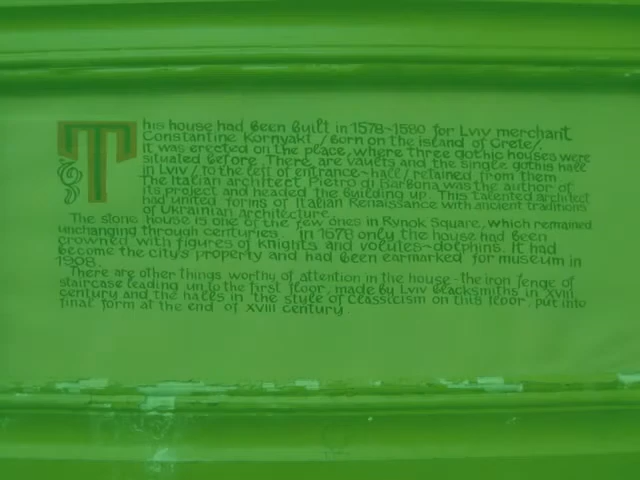 This house had been built in 1578-1580 for Lviv merchant
Constantine Kornyakt /born on the island of Crete/.
It was erected on the place, where three gothic houses were
situated before. There are vaults and the single gothis hall
in Lviv /to the left of entrance-hall/ retained from them
The Italian architect Pietro di Barbona was the author of
its project and headed the building up. This talented architect
had united forms of Italian Renaissance with ancient traditions
of Ukrainian architecture.
The stone house is one of the few ones in Rynok Square, which remained
unchanging through centuries. In 1678 only the house had been
crowned with figures of knights and volutes-dolphins. It had
become the city's property and had been earmarked for museum in
1908.
There are other things worthy of attention in the house - the iron fenge of
staircase leading un to the first floor, made by Lviv blacksmiths in XVIII
century and the halls in the style of Classicism on this floor, put into
final form at the end of XVIII century.